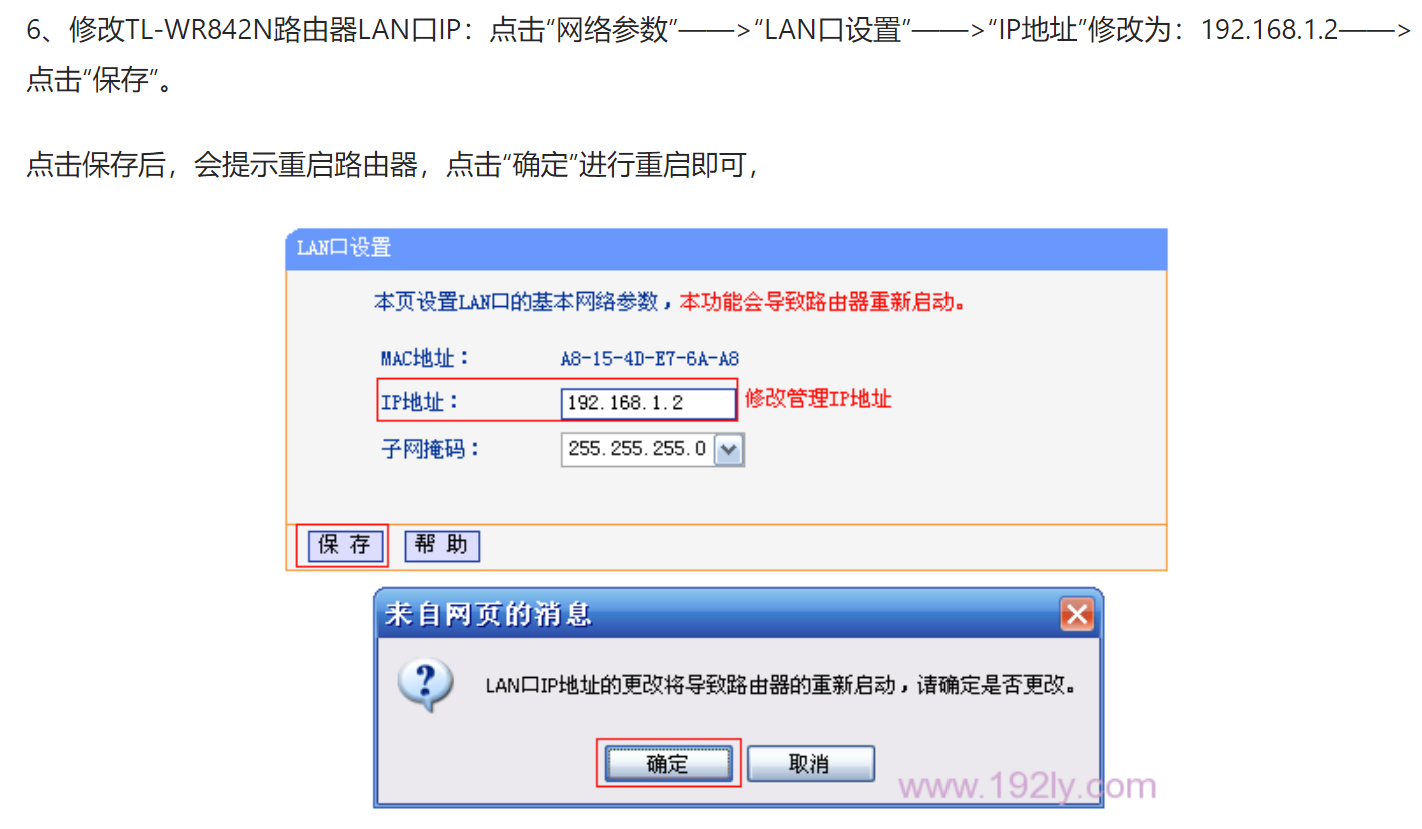 6、修改TL-WR842N路由器LAN口IP：点击“网络参数”——>“LAN口设置”——>“IP地址”修改为：192.168.1.2——>
点击“保存”。
点击保存后，会提示重启路由器，点击“确定”进行重启即可，
LAN口设置
本页设置LAN口的基本网络参数，本功能会导致路由器重新启动。
MAC地址： A8-15-4D-E7-6A-A8
IP地址： 192.168.1.2 修改管理IP地址
子网掩码： 255.255.255.0
保 存 帮 助
来自网页的消息
LAN口IP地址的更改将导致路由器的重新启动，请确定是否更改。
确定 取消
www.192ly.com